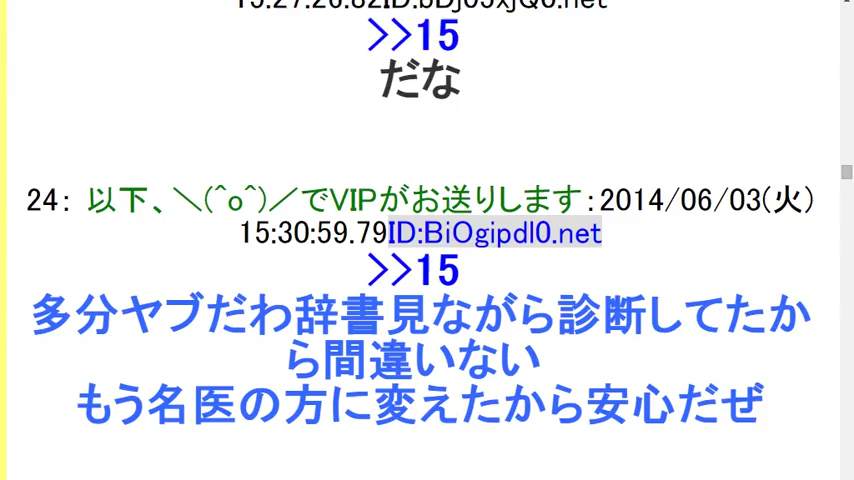 >>15
だな
24： 以下、＼(^o^)／でVIPがお送りします：2014/06/03(火)
15:30:59.79ID:BiOgipdI0.net
>>15
多分ヤブだわ辞書見ながら診断してたか
ら間違いない
もう名医の方に変えたから安心だぜ